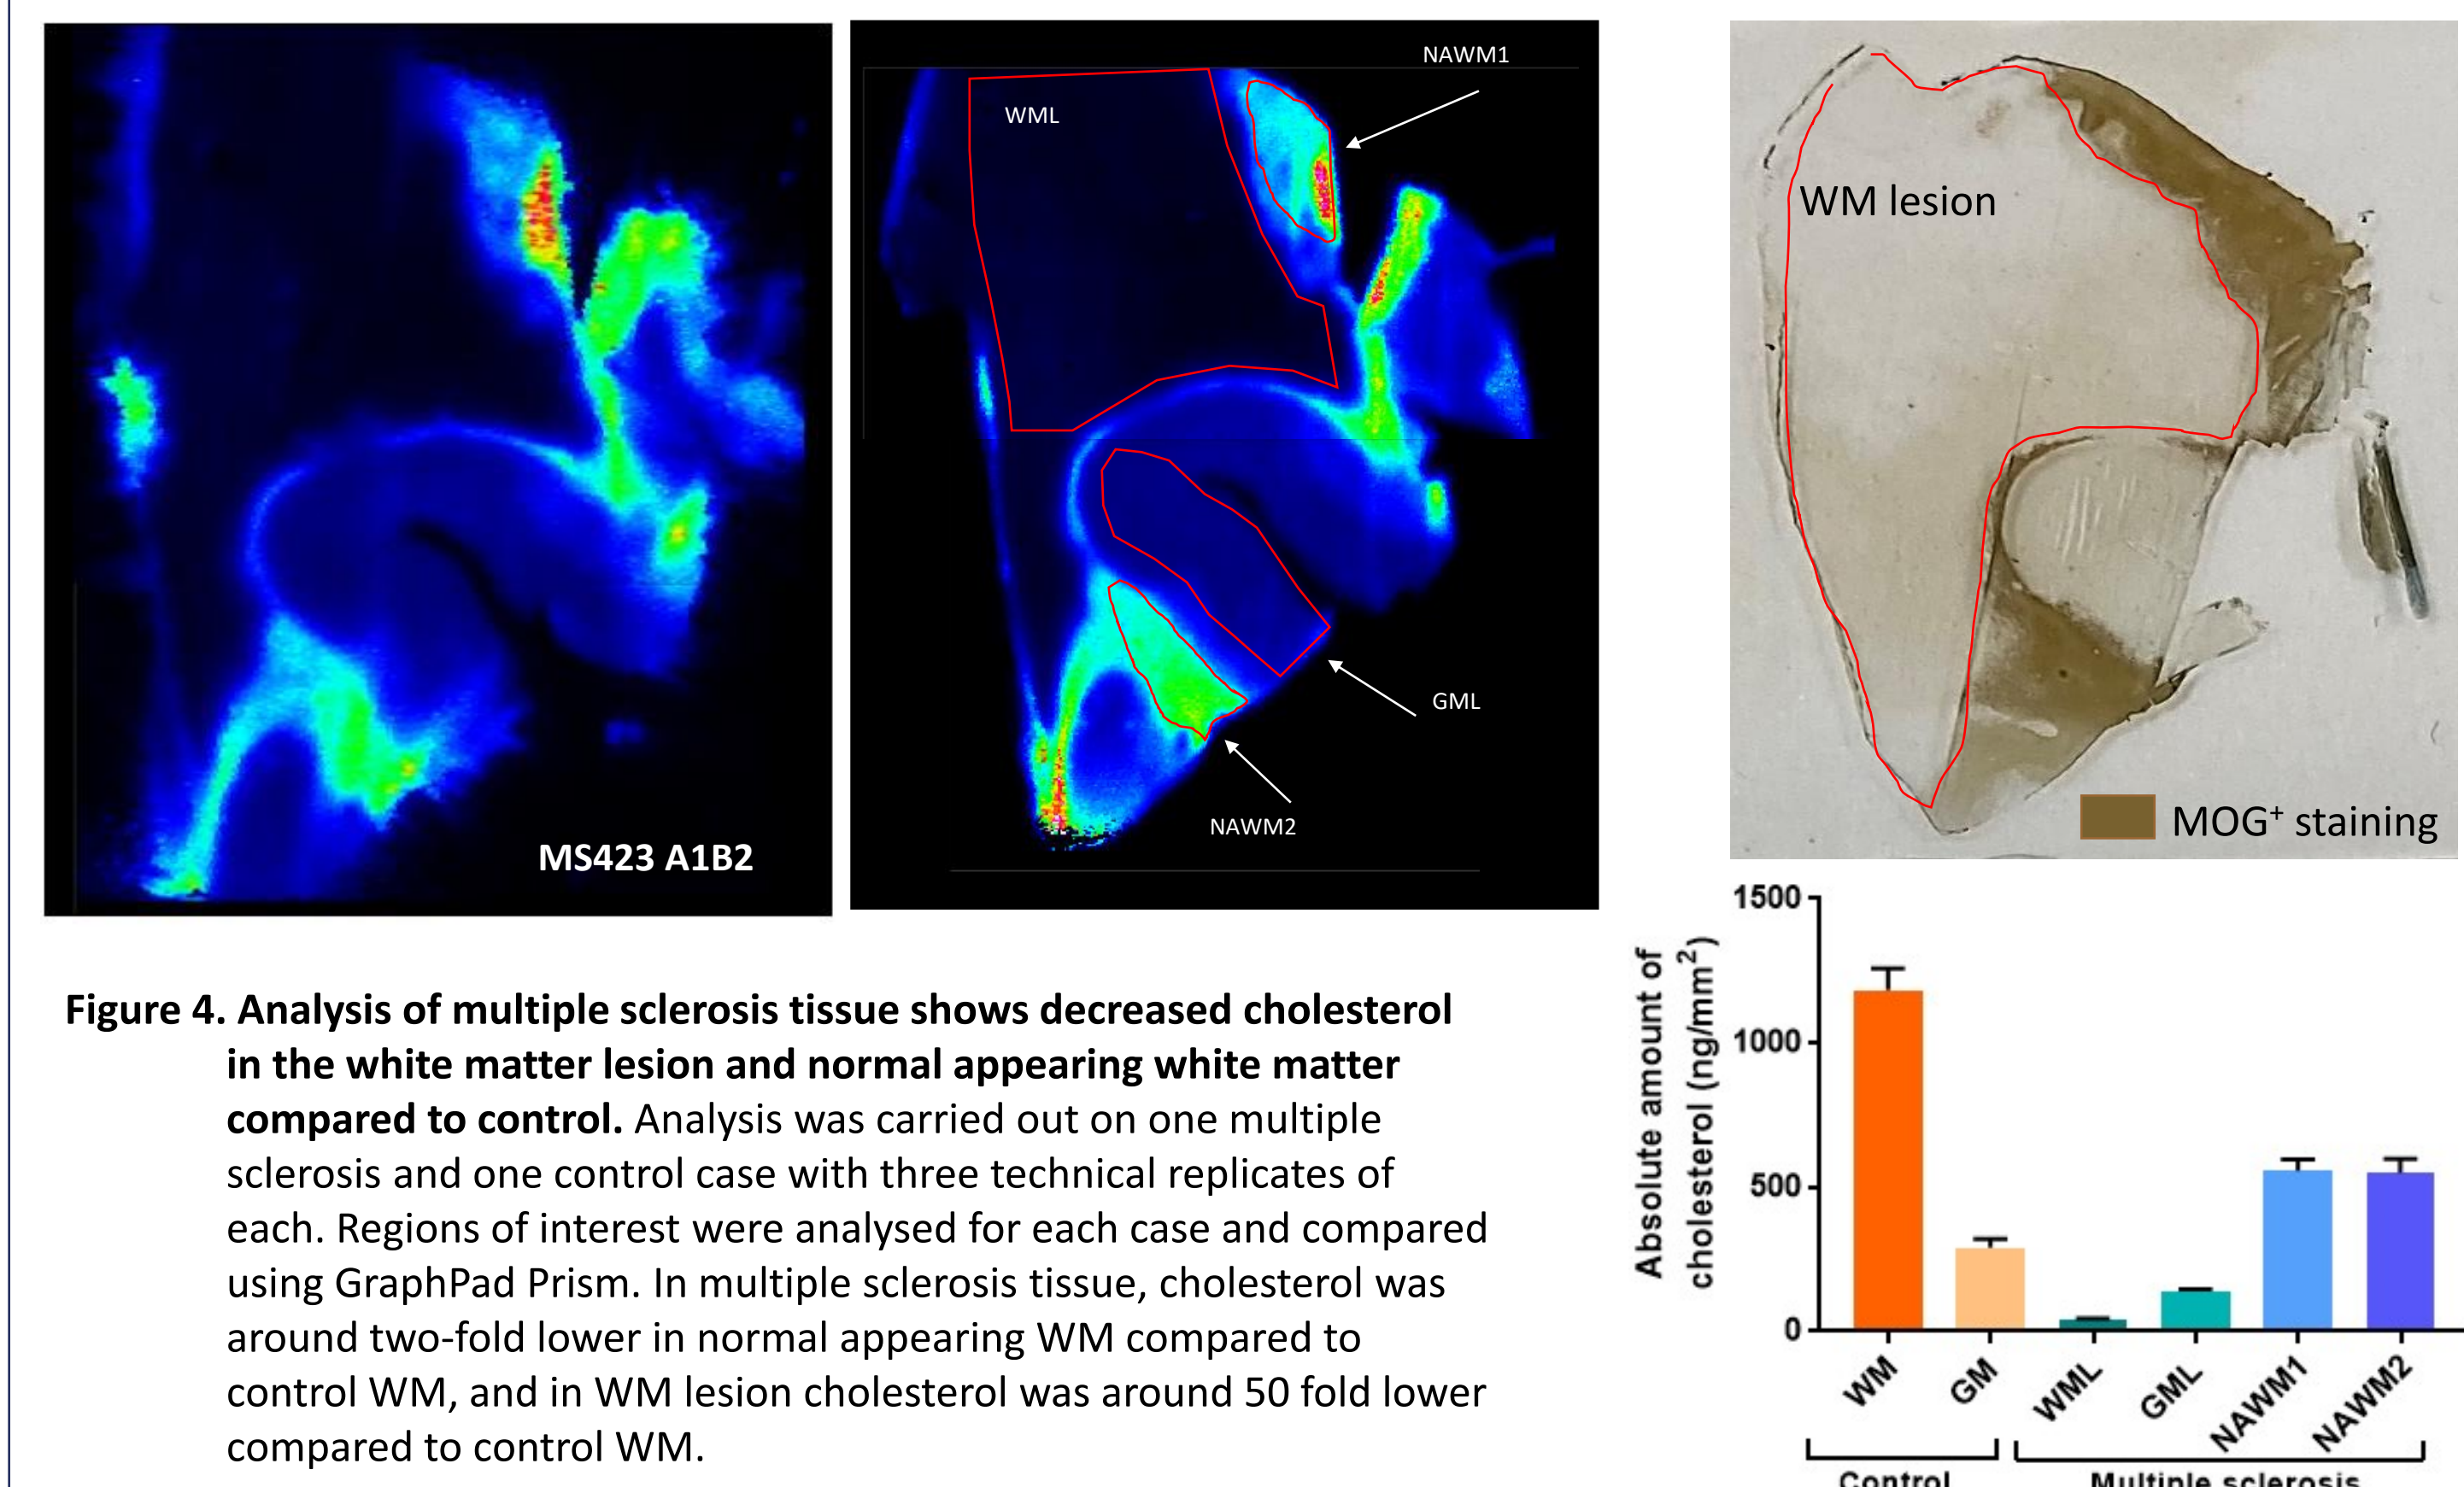 NAWM1
WML
GML
NAWM2
MS423 A1B2
WM lesion
MOG⁺ staining
Figure 4. Analysis of multiple sclerosis tissue shows decreased cholesterol
in the white matter lesion and normal appearing white matter
compared to control. Analysis was carried out on one multiple
sclerosis and one control case with three technical replicates of
each. Regions of interest were analysed for each case and compared
using GraphPad Prism. In multiple sclerosis tissue, cholesterol was
around two-fold lower in normal appearing WM compared to
control WM, and in WM lesion cholesterol was around 50 fold lower
compared to control WM.
Absolute amount of
cholesterol (ng/mm²)
1500
1000
500
0
WM
GM
WML
GML
NAWM1
NAWM2
Control
Multiple sclerosis